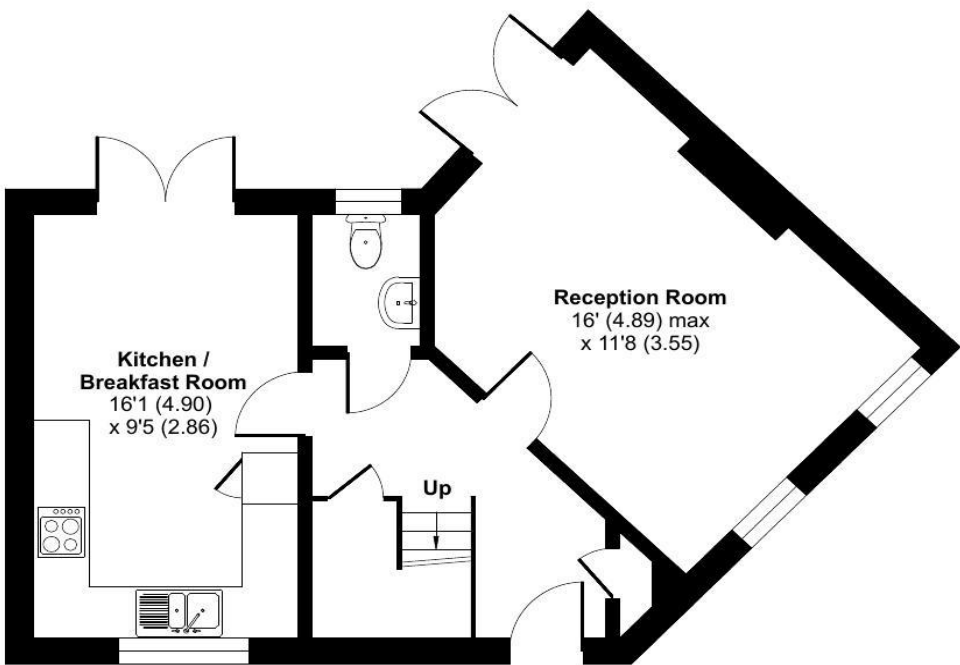 Reception Room
16' (4.89) max
x 11'8 (3.55)
Kitchen /
Breakfast Room
16'1 (4.90)
x 9'5 (2.86)
Up